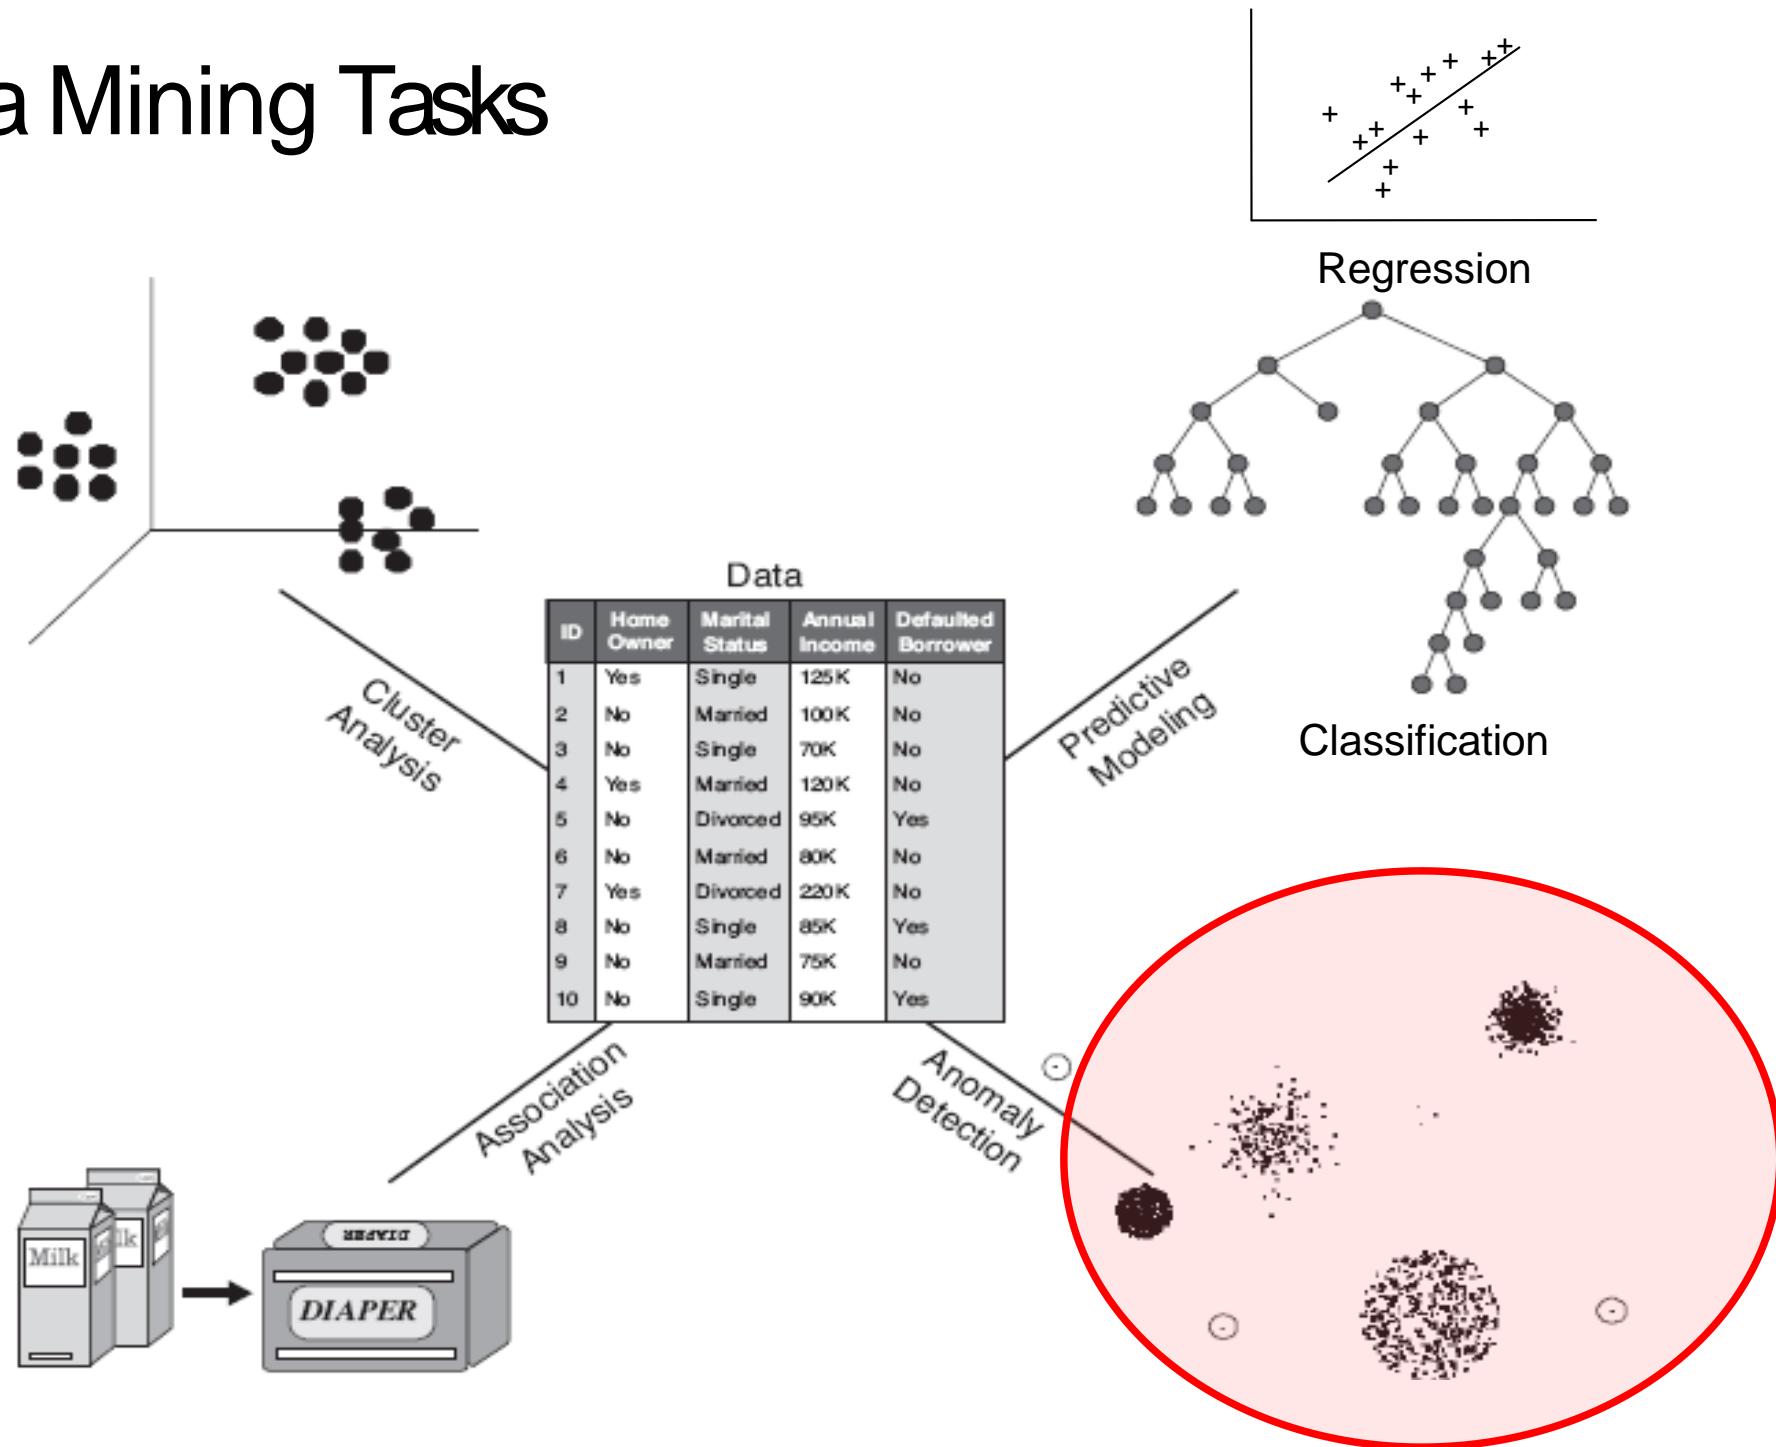 a Mining Tasks
Regression
Classification
Cluster
Analysis
Predictive
Modeling
Data
ID Home Owner Marital Status Annual Income Defaulted Borrower
1 Yes Single 125K No
2 No Married 100K No
3 No Single 70K No
4 Yes Married 120K No
5 No Divorced 95K Yes
6 No Married 80K No
7 Yes Divorced 220K No
8 No Single 85K Yes
9 No Married 75K No
10 No Single 90K Yes
Association
Analysis
Anomaly
Detection
Milk
lk
DIAPER
DIAPER